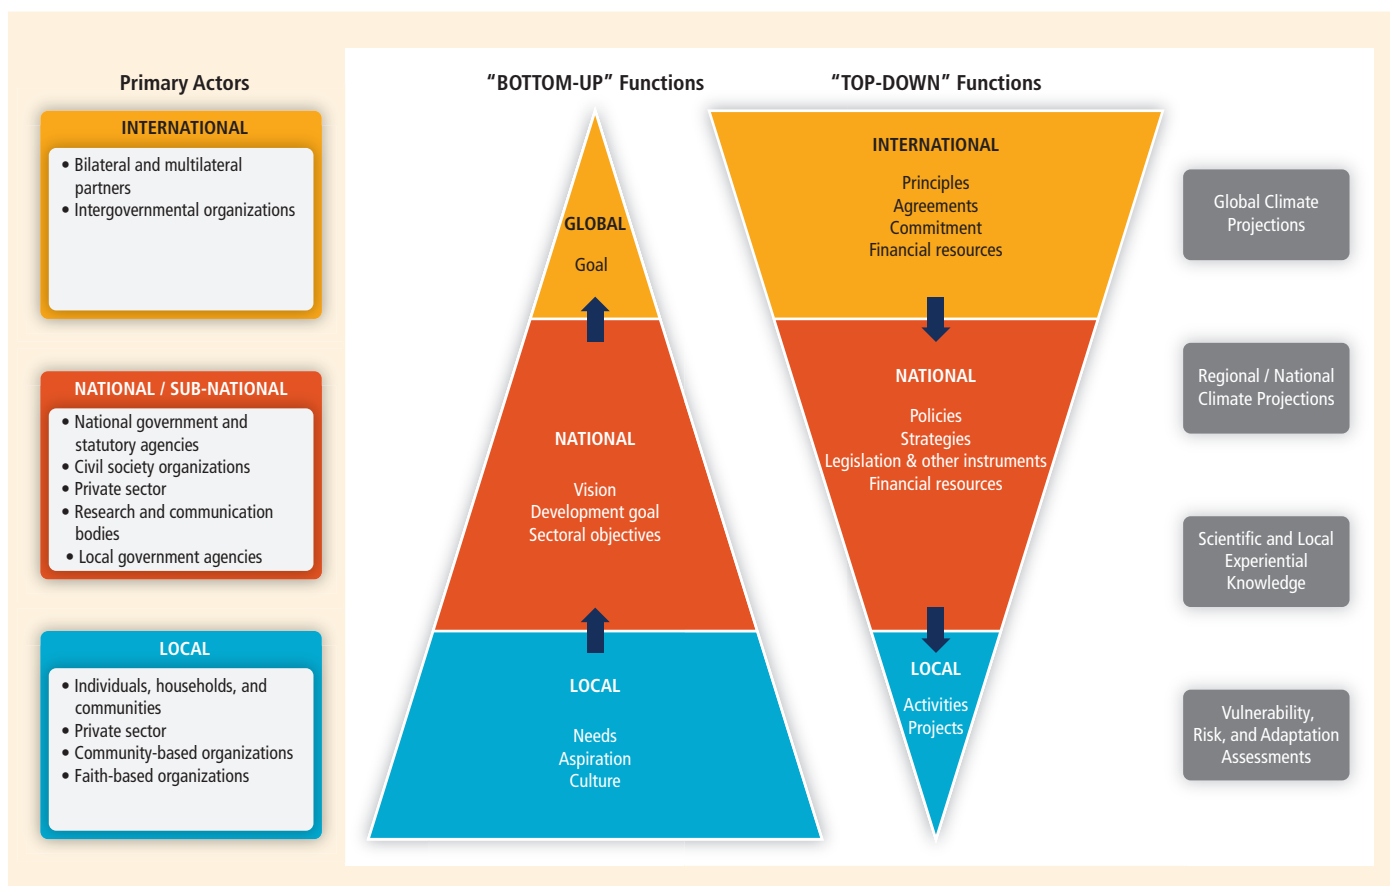 Primary Actors
INTERNATIONAL
• Bilateral and multilateral
partners
• Intergovernmental organizations
NATIONAL / SUB-NATIONAL
• National government and
statutory agencies
• Civil society organizations
• Private sector
• Research and communication
bodies
• Local government agencies
LOCAL
• Individuals, households, and
communities
• Private sector
• Community-based organizations
• Faith-based organizations
“BOTTOM-UP” Functions
GLOBAL
Goal
NATIONAL
Vision
Development goal
Sectoral objectives
LOCAL
Needs
Aspiration
Culture
“TOP-DOWN” Functions
INTERNATIONAL
Principles
Agreements
Commitment
Financial resources
NATIONAL
Policies
Strategies
Legislation & other instruments
Financial resources
LOCAL
Activities
Projects
Global Climate
Projections
Regional / National
Climate Projections
Scientific and Local
Experiential
Knowledge
Vulnerability,
Risk, and Adaptation
Assessments